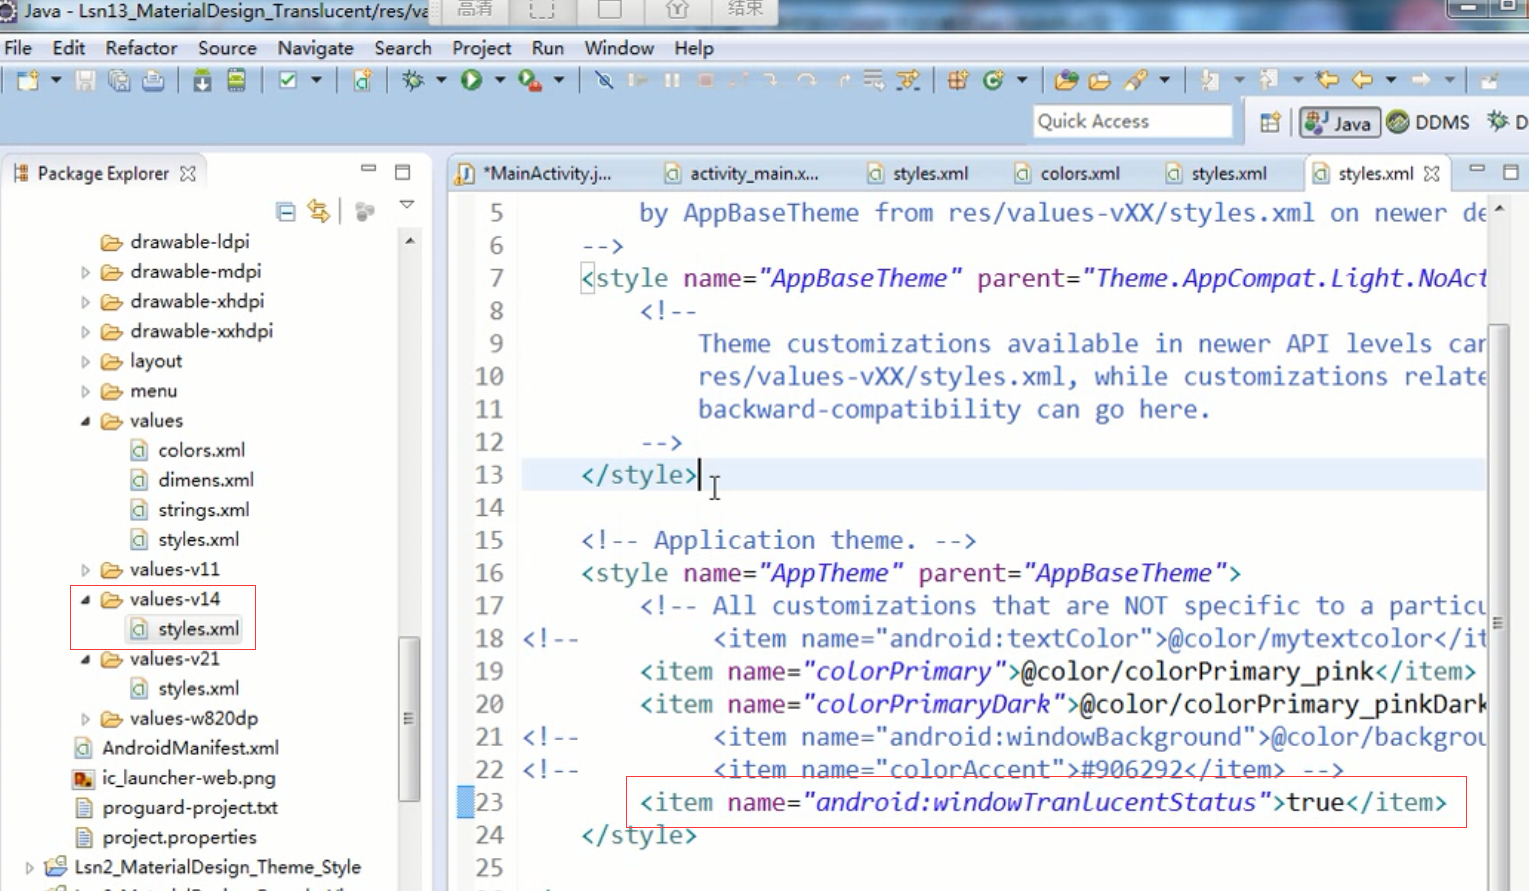 Java - Lsn13_MaterialDesign_Translucent/res/va
高清
结束
File Edit Refactor Source Navigate Search Project Run Window Help
Quick Access
Java
DDMS
D
Package Explorer
drawable-ldpi
drawable-mdpi
drawable-xhdpi
drawable-xxhdpi
layout
menu
values
colors.xml
dimens.xml
strings.xml
styles.xml
values-v11
values-v14
styles.xml
values-v21
styles.xml
values-w820dp
AndroidManifest.xml
ic_launcher-web.png
proguard-project.txt
project.properties
Lsn2_MaterialDesign_Theme_Style
*MainActivity.j...
activity_main.x...
styles.xml
colors.xml
styles.xml
styles.xml
5 by AppBaseTheme from res/values-vXX/styles.xml on newer de
6 -->
7 <style name="AppBaseTheme" parent="Theme.AppCompat.Light.NoAct
8 <!--
9 Theme customizations available in newer API levels can
10 res/values-vXX/styles.xml, while customizations relate
11 backward-compatibility can go here.
12 -->
13 </style>
14
15 <!-- Application theme. -->
16 <style name="AppTheme" parent="AppBaseTheme">
17 <!-- All customizations that are NOT specific to a particu
18 <!-- <item name="android:textColor">@color/mytextcolor</it
19 <item name="colorPrimary">@color/colorPrimary_pink</item>
20 <item name="colorPrimaryDark">@color/colorPrimary_pinkDark
21 <!-- <item name="android:windowBackground">@color/backgrou
22 <!-- <item name="colorAccent">#906292</item> -->
23 <item name="android:windowTranlucentStatus">true</item>
24 </style>
25